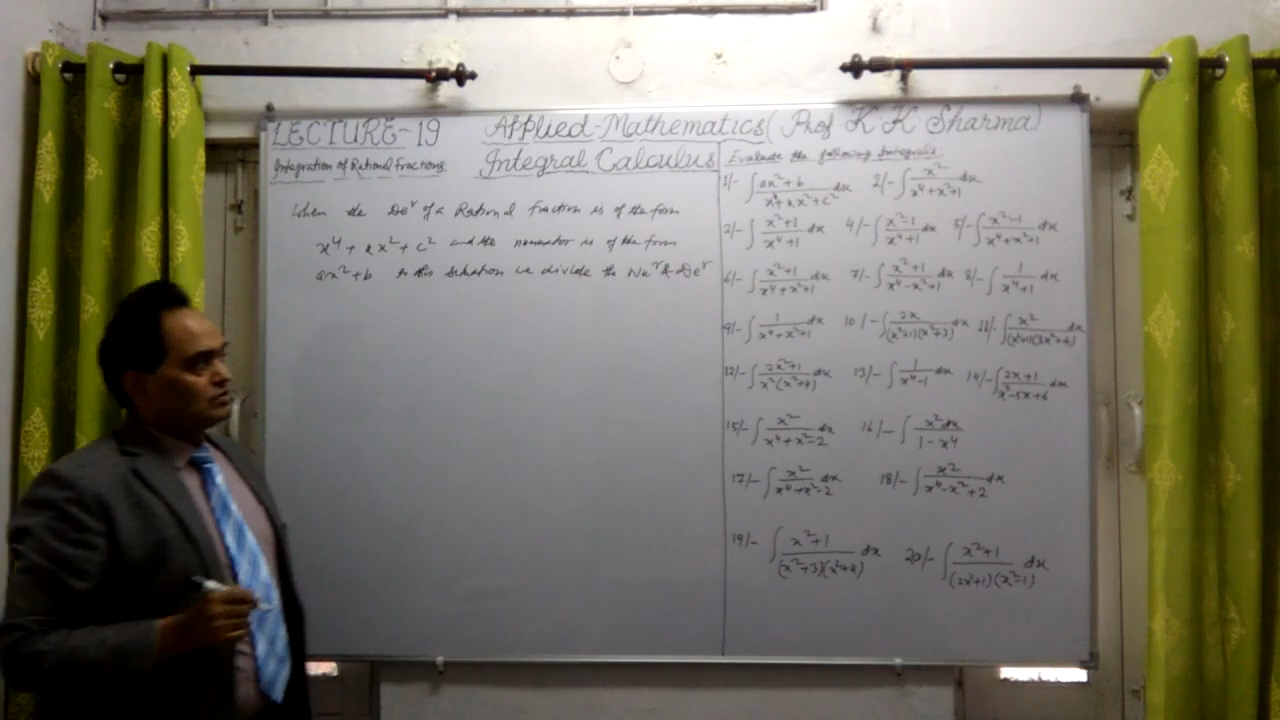 LECTURE-19 Applied-Mathematics ( Prof K.K. Sharma)
Integration of Rational Fractions: Integral Calculus
When the Deʳ of a Rational fraction is of the form
x⁴ + kx² + c² and the numerator is of the form
ax² + b In this situation we divide the Nuʳ & Deʳ
Evaluate the following Integrals:
1/- ∫ (ax²+b)/(x⁴+kx²+c²) dx 2/- ∫ x²/(x⁴+x²+1) dx
3/- ∫ (x²+1)/(x⁴+1) dx 4/- ∫ (x²-1)/(x⁴+1) dx 5/- ∫ (x²-1)/(x⁴+x²+1) dx
6/- ∫ (x²+1)/(x⁴+x²+1) dx 7/- ∫ (x²+1)/(x⁴-x²+1) dx 8/- ∫ 1/(x⁴+1) dx
9/- ∫ 1/(x⁴+x²+1) dx 10/- ∫ 2x/((x²+1)(x²+3)) dx 11/- ∫ x²/((x²+1)(3x²+4)) dx
12/- ∫ (2x²+1)/(x²(x²+4)) dx 13/- ∫ 1/(x⁴-1) dx 14/- ∫ (2x+1)/(x²-5x+6) dx
15/- ∫ x²/(x⁴+x²-2) dx 16/- ∫ x²dx/(1-x⁴)
17/- ∫ x²/(x⁴+x²-2) dx 18/- ∫ x²/(x⁴-x²+2) dx
19/- ∫ (x²+1)/((x²+3)(x²+4)) dx 20/- ∫ (x²+1)/((2x²+1)(x²-1)) dx